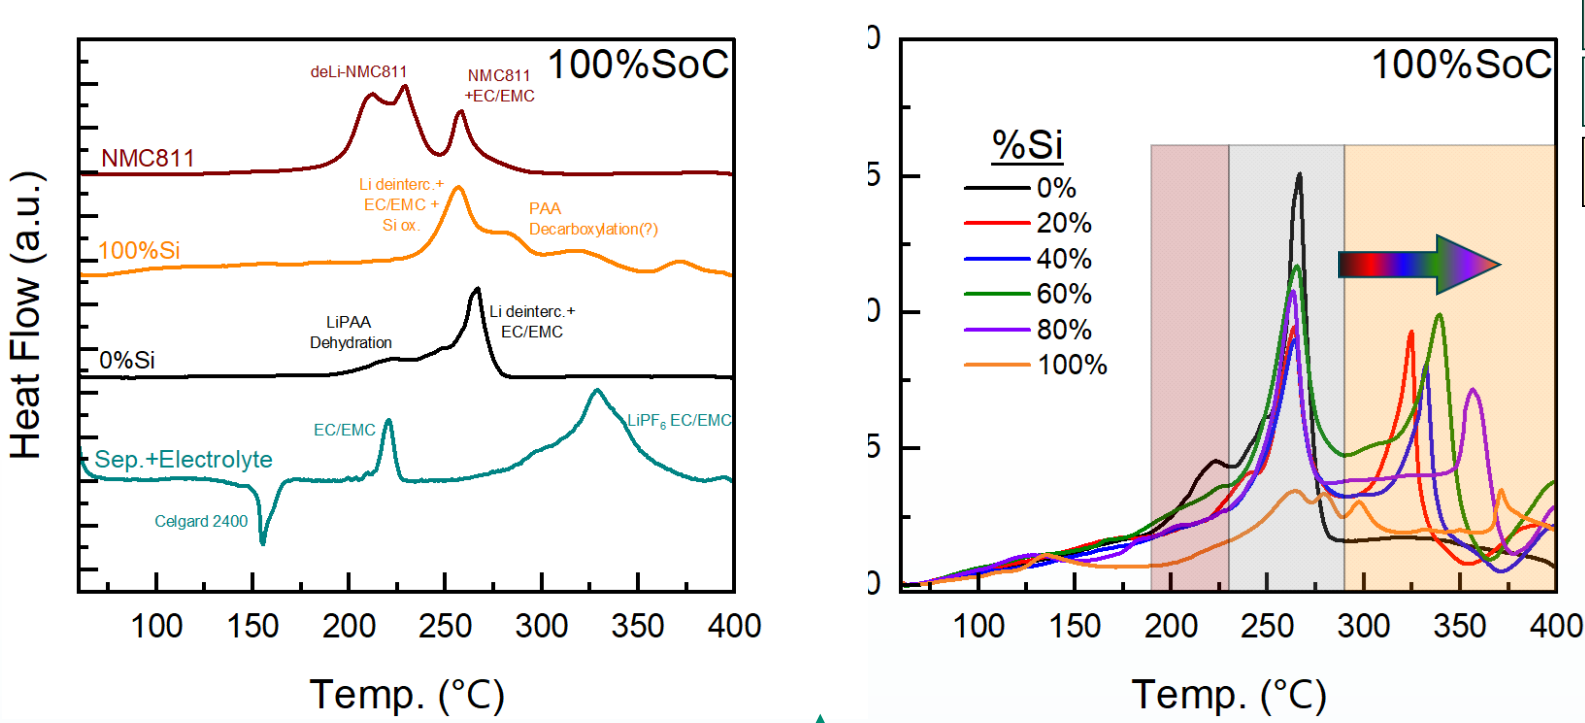 100%SoC
deLi-NMC811
NMC811
+EC/EMC
NMC811
Li deinterc.+
EC/EMC +
Si ox.
PAA
Decarboxylation(?)
100%Si
LiPAA
Dehydration
Li deinterc.+
EC/EMC
0%Si
EC/EMC
LiPF₆ EC/EMC
Sep.+Electrolyte
Celgard 2400
Heat Flow (a.u.)
100 150 200 250 300 350 400
Temp. (°C)
100%SoC
%Si
0%
20%
40%
60%
80%
100%
0
5
0
5
0
100 150 200 250 300 350 400
Temp. (°C)